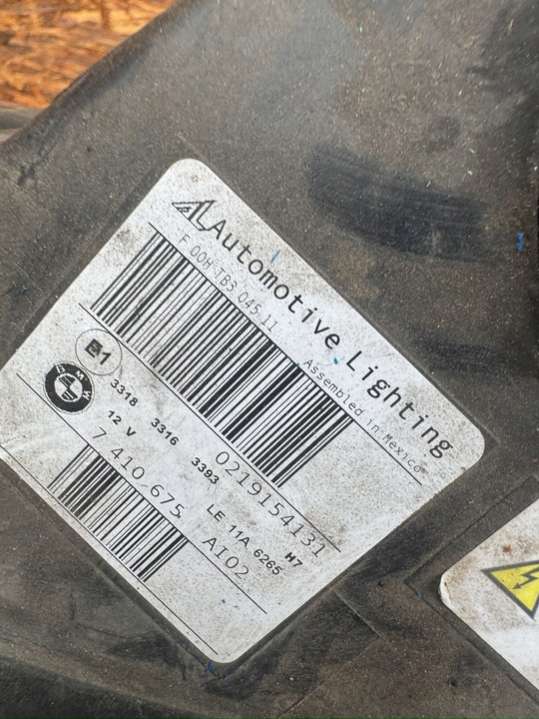 AL Automotive Lighting
F 00H TB3 045 11
Assembled in Mexico
0219154131
E1 3318 3316 3393 LE 11A 6265 H7
BMW 12 V
7 410 675 AI02